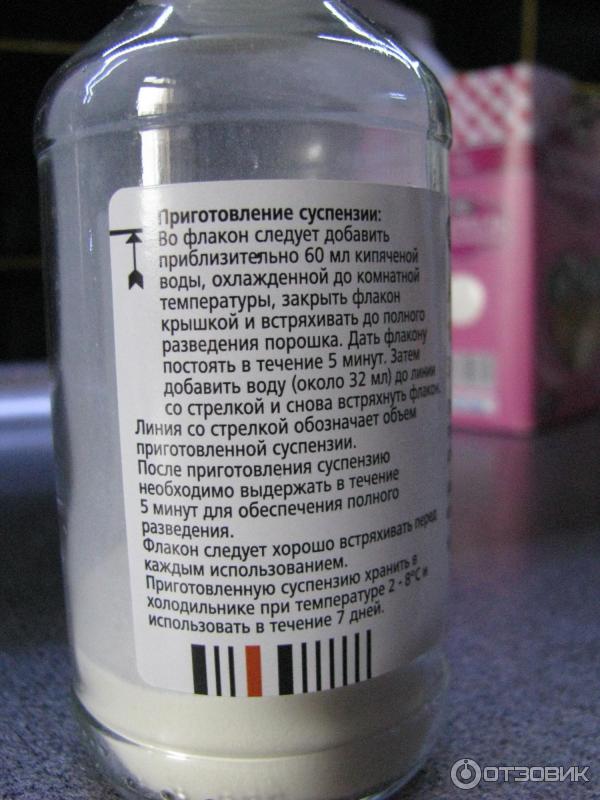 Приготовление суспензии:
Во флакон следует добавить
приблизительно 60 мл кипяченой
воды, охлажденной до комнатной
температуры, закрыть флакон
крышкой и встряхивать до полного
разведения порошка. Дать флакону
постоять в течение 5 минут. Затем
добавить воду (около 32 мл) до линии
со стрелкой и снова встряхнуть флакон.
Линия со стрелкой обозначает объем
приготовленной суспензии.
После приготовления суспензию
необходимо выдержать в течение
5 минут для обеспечения полного
разведения.
Флакон следует хорошо встряхивать перед
каждым использованием.
Приготовленную суспензию хранить в
холодильнике при температуре 2 - 8°С и
использовать в течение 7 дней.
ОТЗОВИК